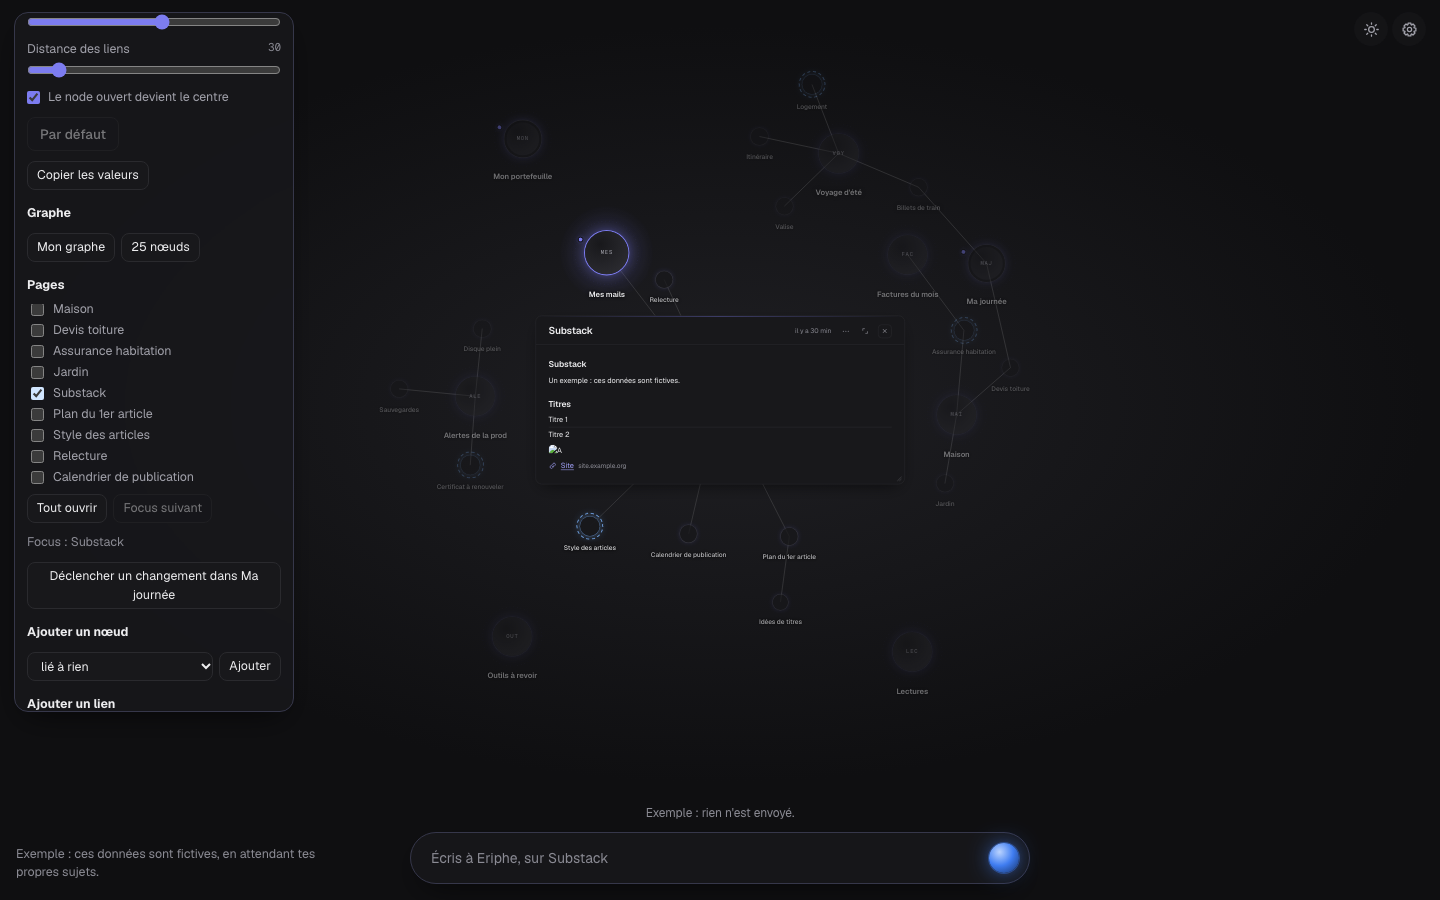 Distance des liens
30
Le node ouvert devient le centre
Par défaut
Copier les valeurs
Graphe
Mon graphe
25 nœuds
Pages
Maison
Devis toiture
Assurance habitation
Jardin
Substack
Plan du 1er article
Style des articles
Relecture
Calendrier de publication
Tout ouvrir
Focus suivant
Focus : Substack
Déclencher un changement dans Ma
journée
Ajouter un nœud
lié à rien
Ajouter
Ajouter un lien
Exemple : ces données sont fictives, en attendant tes
propres sujets.
Logement
MON
Mon portefeuille
Itinéraire
Voyage d'été
Billets de train
Valise
MES
Mes mails
Relecture
FAC
Factures du mois
MAJ
Ma journée
Disque plein
Assurance habitation
Devis toiture
Sauvegardes
ALE
Alertes de la prod
MAI
Maison
Certificat à renouveler
Jardin
Substack
il y a 30 min
Substack
Un exemple : ces données sont fictives.
Titres
Titre 1
Titre 2
A
Site
site.example.org
Style des articles
Calendrier de publication
Plan du 1er article
Idées de titres
OUT
Outils à revoir
LEC
Lectures
Exemple : rien n'est envoyé.
Écris à Eriphe, sur Substack